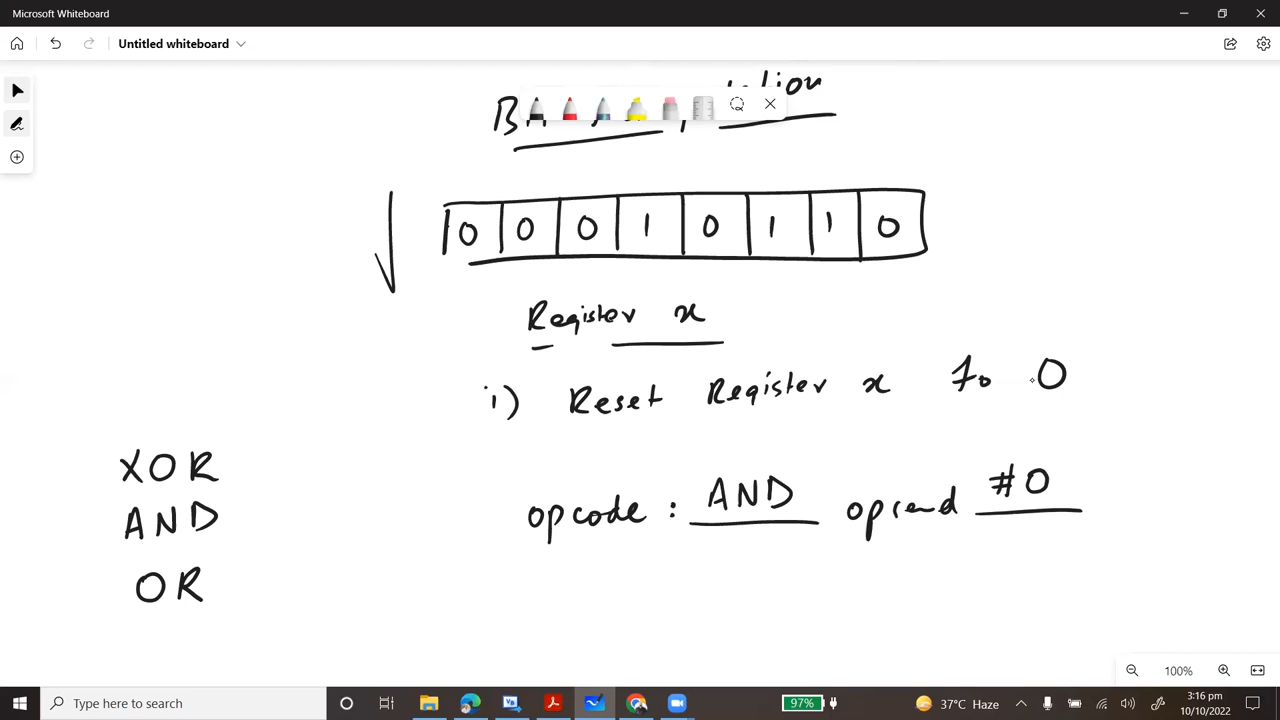 Microsoft Whiteboard
Untitled whiteboard
0 0 0 1 0 1 1 0
Register x
i) Reset Register x to 0
XOR
AND
OR
opcode : AND operand #0
100%
Type here to search
97%
37°C Haze
3:16 pm
10/10/2022